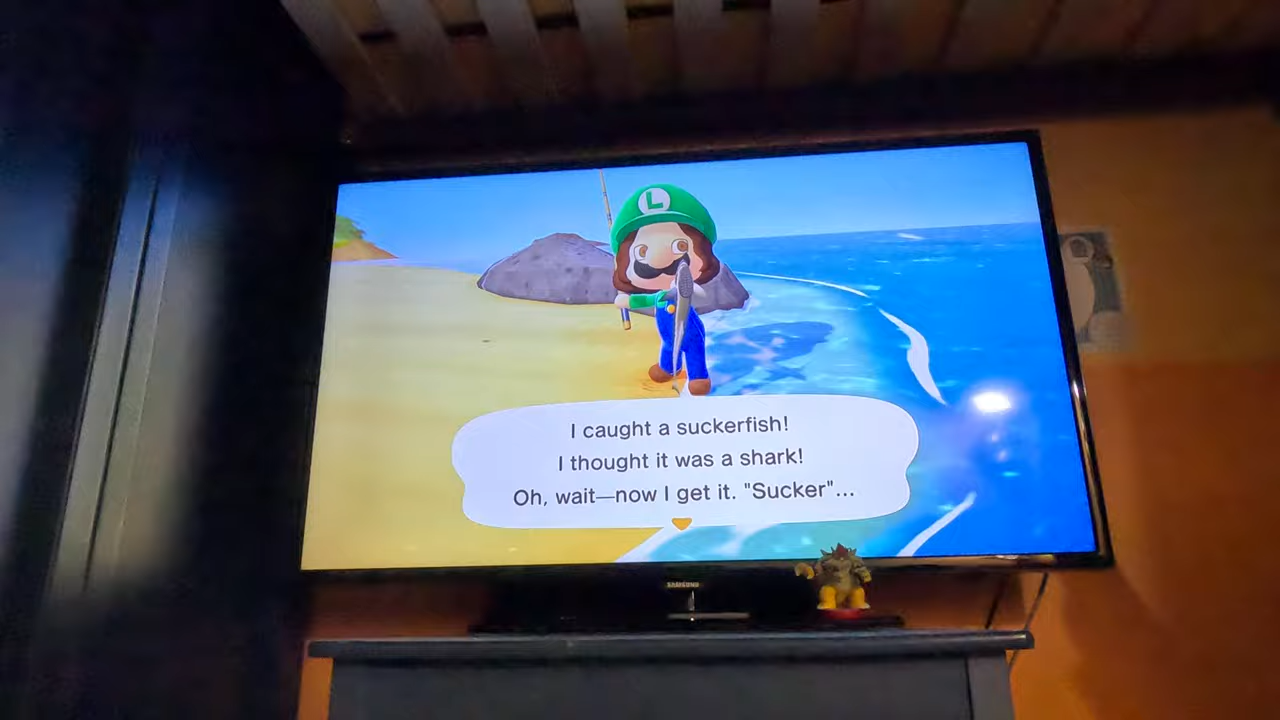 L
I caught a suckerfish!
I thought it was a shark!
Oh, wait—now I get it. "Sucker"...
SAMSUNG